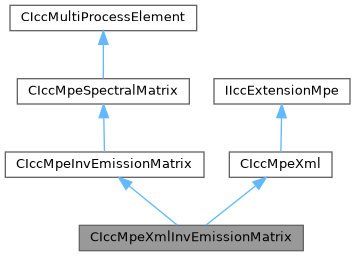 CIccMultiProcessElement
CIccMpeSpectralMatrix
IIccExtensionMpe
CIccMpeInvEmissionMatrix
CIccMpeXml
CIccMpeXmlInvEmissionMatrix